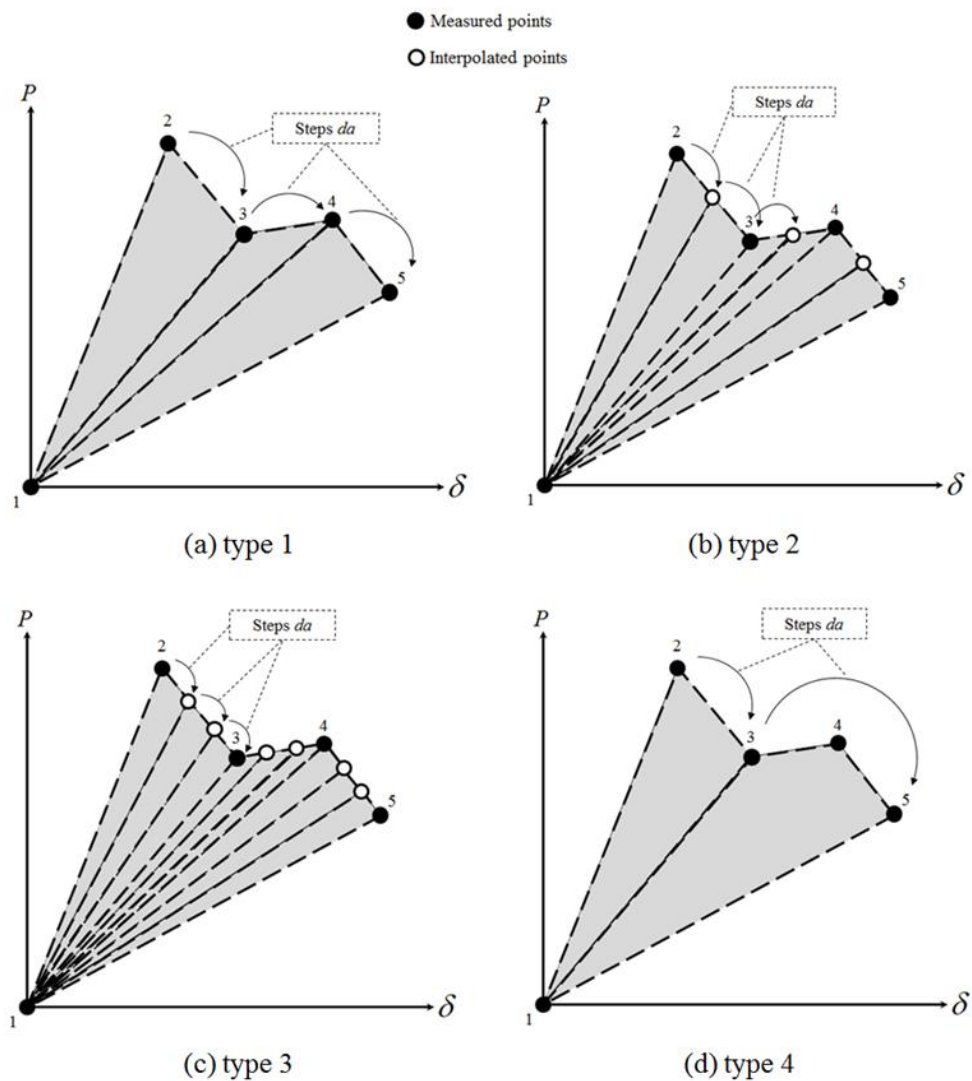 Measured points
Interpolated points
P
2
Steps da
3
4
5
1
δ
(a) type 1
P
2
Steps da
3
4
5
1
δ
(b) type 2
P
2
Steps da
3
4
5
1
δ
(c) type 3
P
2
Steps da
3
4
5
1
δ
(d) type 4